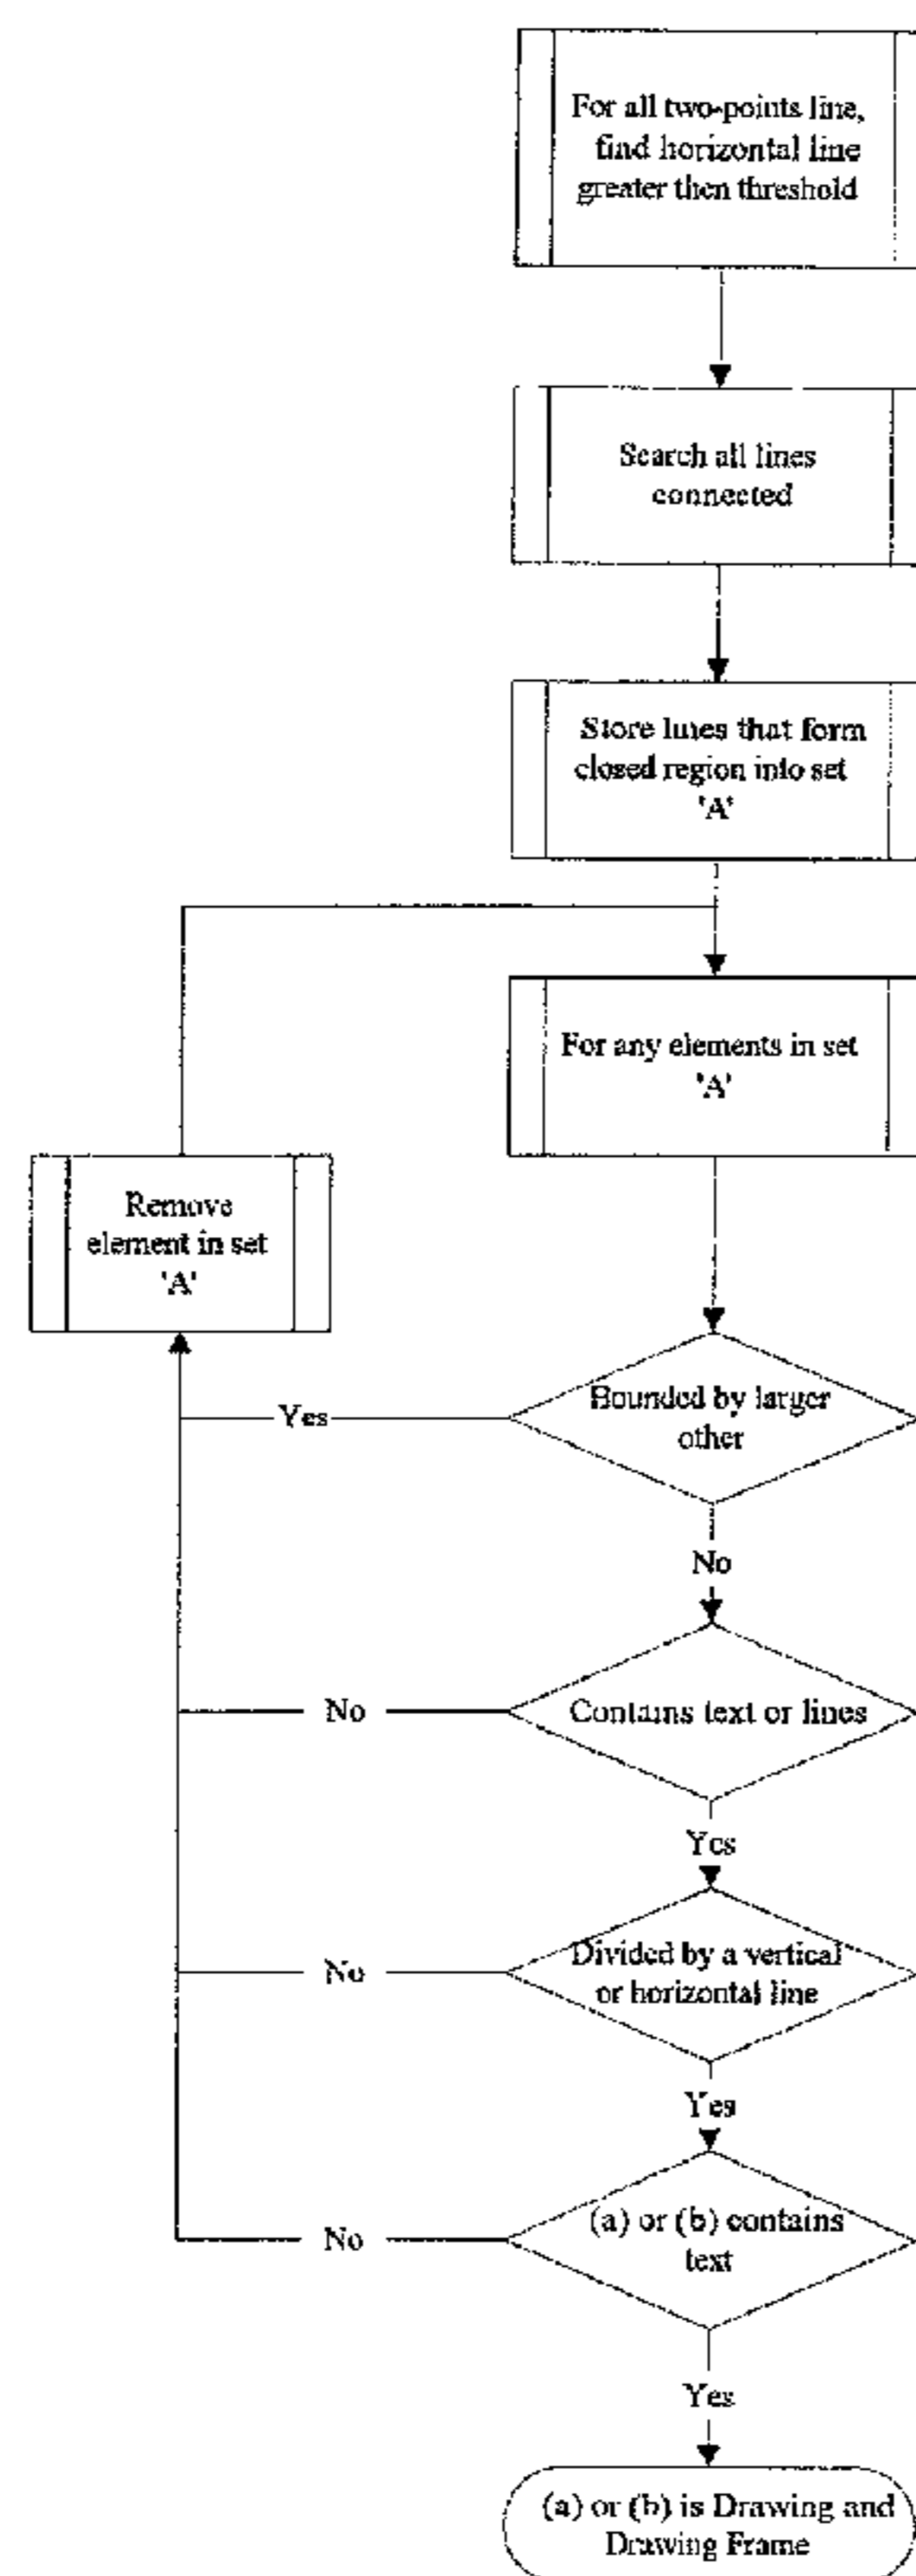 For all two-points line,
find horizontal line
greater then threshold
Search all lines
connected
Store lines that form
closed region into set
'A'
For any elements in set
'A'
Remove
element in set
'A'
Bounded by larger
other
Yes
No
Contains text or lines
No
Yes
Divided by a vertical
or horizontal line
No
Yes
(a) or (b) contains
text
No
Yes
(a) or (b) is Drawing and
Drawing Frame